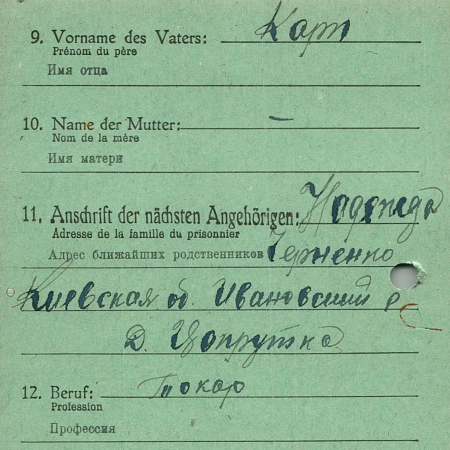 9. Vorname des Vaters: Карп
Prénom du père
Имя отца
10. Name der Mutter: –
Nom de la mère
Имя матери
11. Anschrift der nächsten Angehörigen: Надежда
Adresse de la famille du prisonnier
Адрес ближайших родственников Черненко
Киевская об. Ивановский р
д. Цопрутка
12. Beruf: Токар
Profession
Профессия